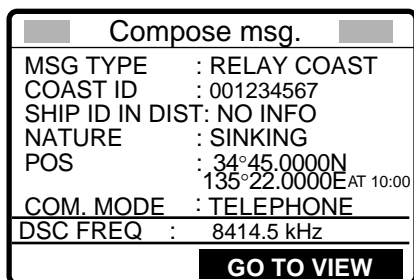 Compose msg.
MSG TYPE : RELAY COAST
COAST ID : 001234567
SHIP ID IN DIST: NO INFO
NATURE : SINKING
POS : 34°45.0000N
135°22.0000E AT 10:00
COM. MODE : TELEPHONE
DSC FREQ : 8414.5 kHz
GO TO VIEW